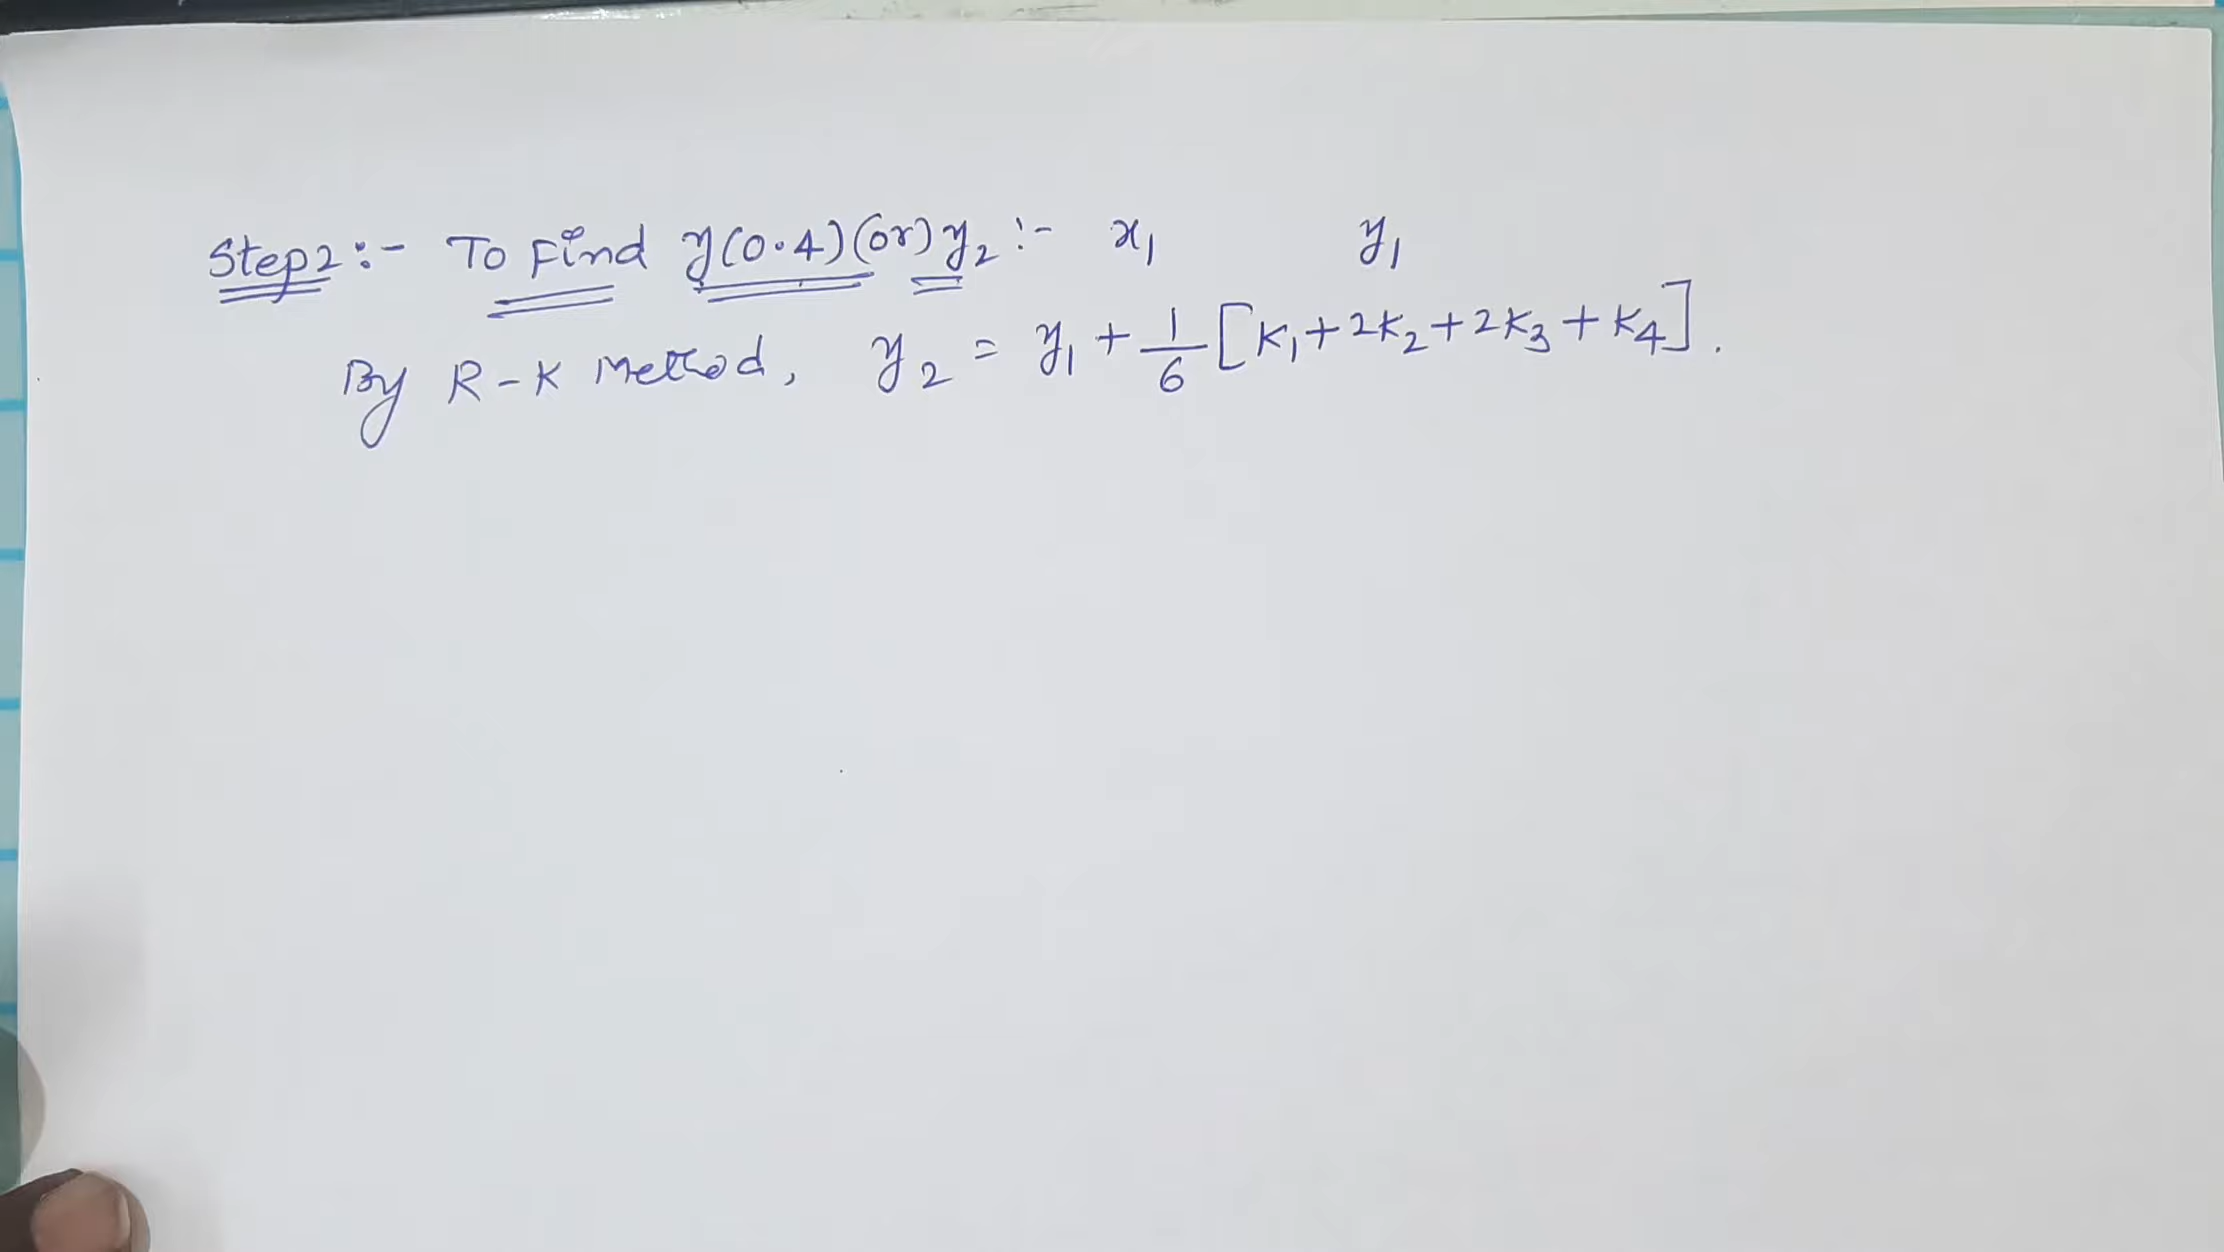 Step2:- To Find y(0.4)(or) y₂ :- x₁ y₁
By R-K Method, y₂ = y₁ + 1/6 [K₁+2K₂+2K₃+K₄].